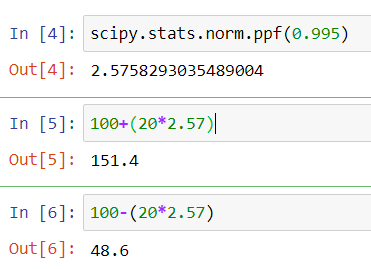 In [4]: scipy.stats.norm.ppf(0.995)
Out[4]: 2.5758293035489004
In [5]: 100+(20*2.57)
Out[5]: 151.4
In [6]: 100-(20*2.57)
Out[6]: 48.6